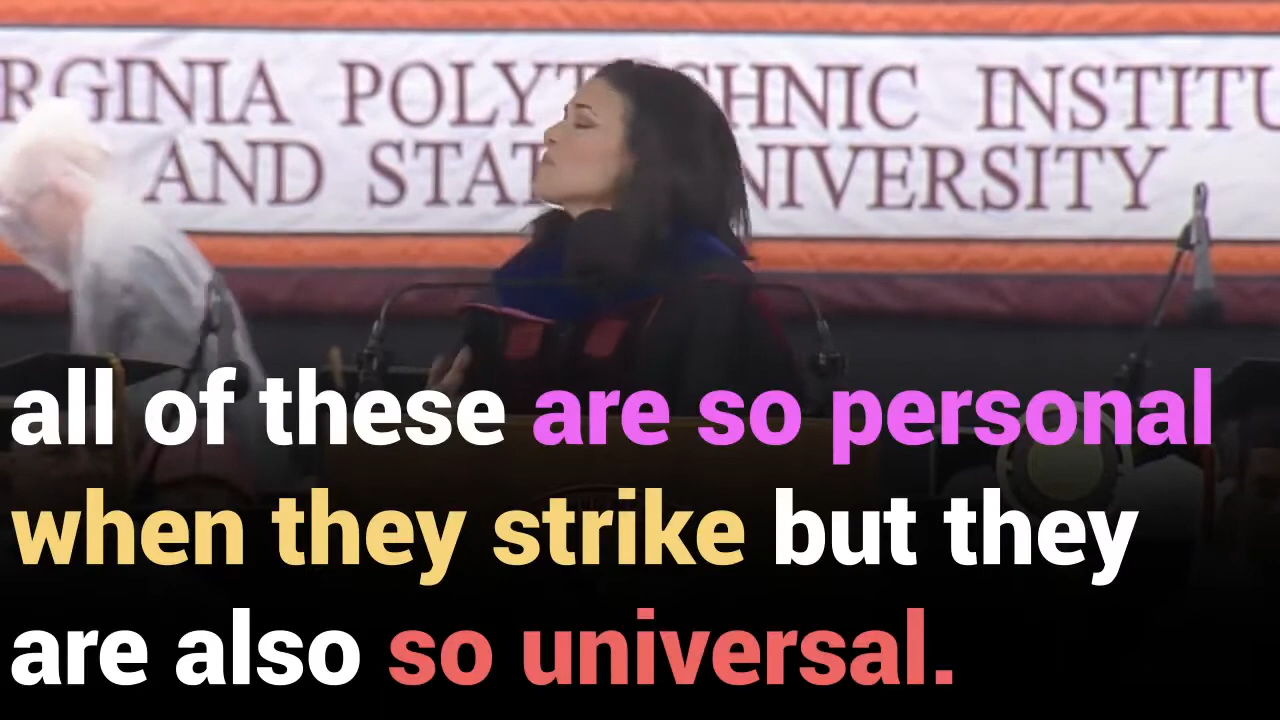 RGINIA POLYT CHNIC INSTITU
AND STAT NIVERSITY
all of these are so personal
when they strike but they
are also so universal.